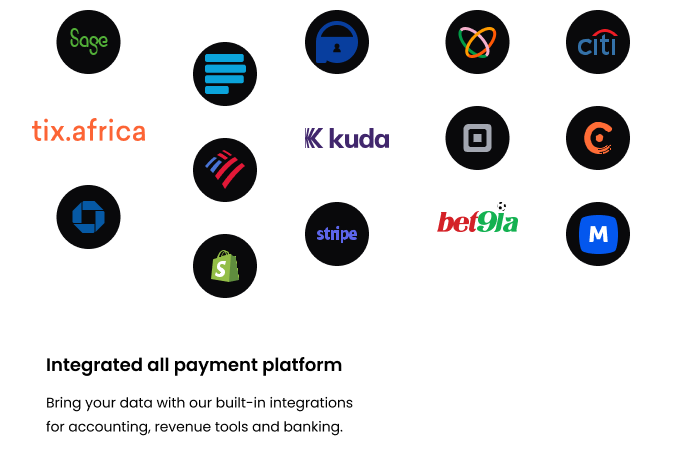 Sage
citi
tix.africa
kuda
stripe
bet9ja
S
M
Integrated all payment platform
Bring your data with our built-in integrations
for accounting, revenue tools and banking.